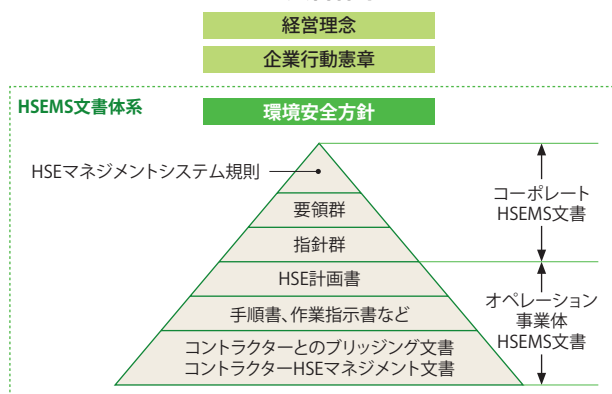 経営理念
企業行動憲章
HSEMS文書体系
環境安全方針
HSEマネジメントシステム規則
要領群
指針群
HSE計画書
手順書、作業指示書など
コントラクターとのブリッジング文書
コントラクターHSEマネジメント文書
コーポレート
HSEMS文書
オペレーション
事業体
HSEMS文書